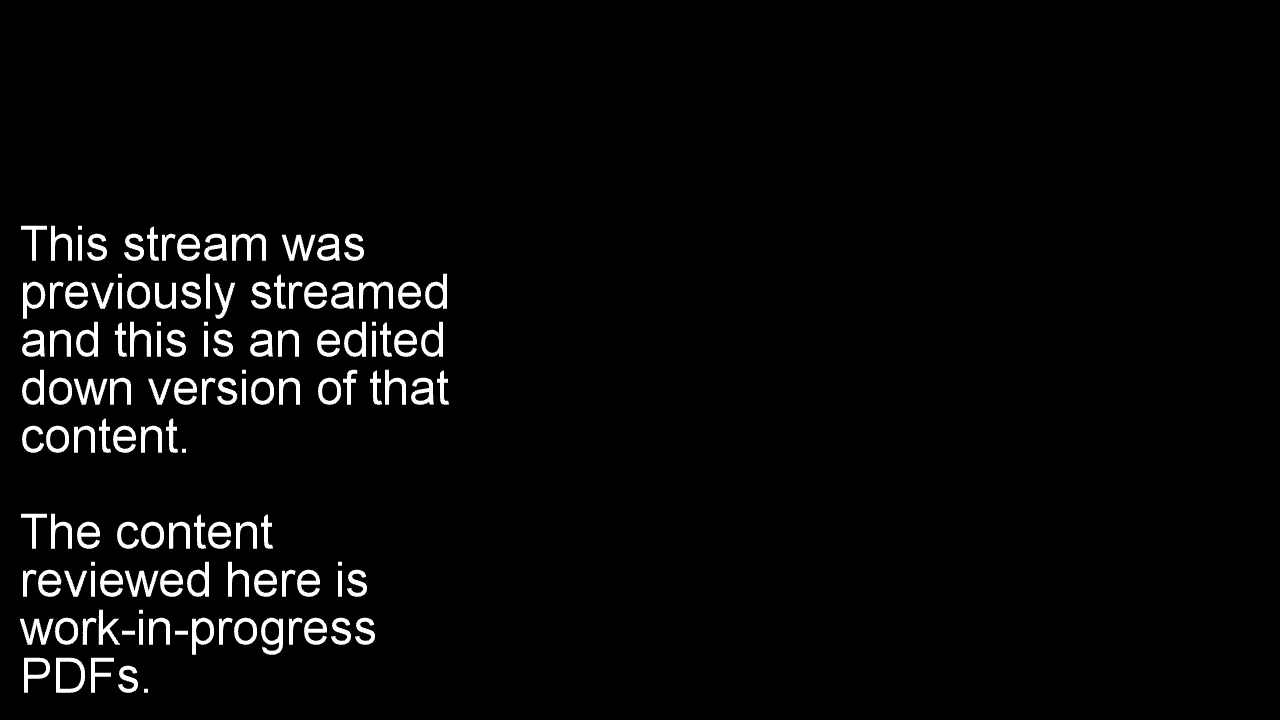 This stream was
previously streamed
and this is an edited
down version of that
content.
The content
reviewed here is
work-in-progress
PDFs.